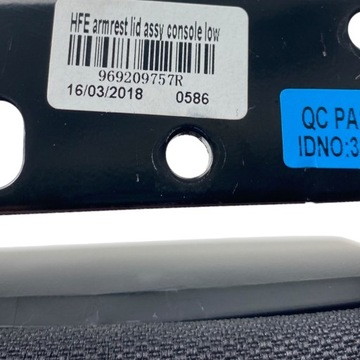 HFE armrest lid assy console low
969209757R
16/03/2018 0586
QC PA
IDNO:3